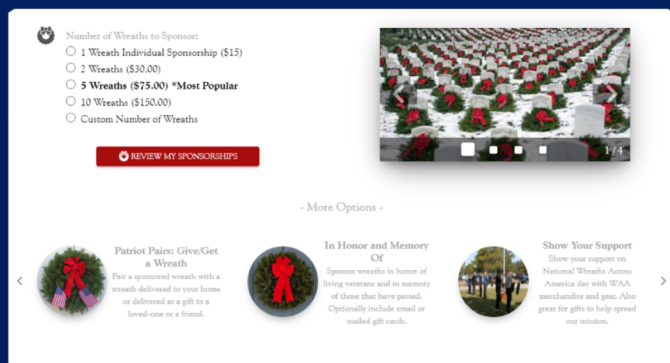 Number of Wreaths to Sponsor:
1 Wreath Individual Sponsorship ($15)
2 Wreaths ($30.00)
5 Wreaths ($75.00) *Most Popular
10 Wreaths ($150.00)
Custom Number of Wreaths
REVIEW MY SPONSORSHIPS
1 / 4
- More Options -
Patriot Pairs: Give/Get
a Wreath
Pair a sponsored wreath with a
wreath delivered to your home
or delivered as a gift to a
loved-one or a friend.
In Honor and Memory
Of
Sponsor wreaths in honor of
living veterans and in memory
of those that have passed.
Optionally include email or
mailed gift cards.
Show Your Support
Show your support on
National Wreaths Across
America day with WAA
merchandise and gear. Also
great for gifts to help spread
our mission.